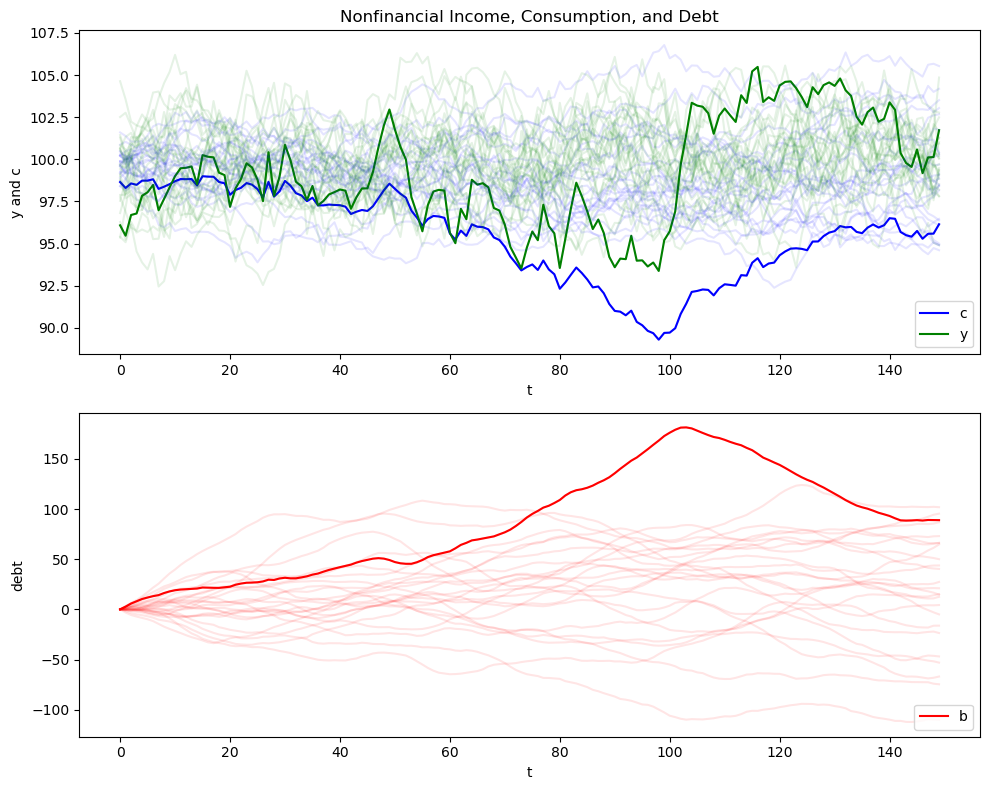 Nonfinancial Income, Consumption, and Debt
107.5
105.0
102.5
100.0
97.5
95.0
92.5
90.0
y and c
c
y
0 20 40 60 80 100 120 140
t
150
100
50
0
−50
−100
debt
b
0 20 40 60 80 100 120 140
t